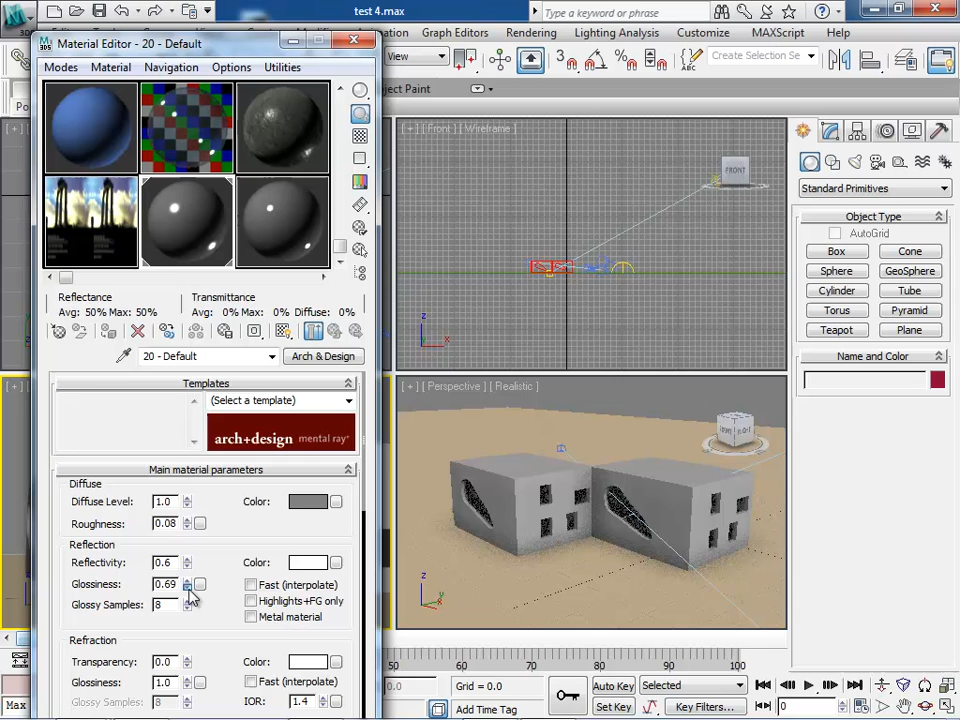 test 4.max
Type a keyword or phrase
Material Editor - 20 - Default
Graph Editors Rendering Lighting Analysis Customize MAXScript Help
Modes Material Navigation Options Utilities
View
Create Selection Se
Object Paint
[ + ] [ Front ] [ Wireframe ]
FRONT
Standard Primitives
Object Type
AutoGrid
Box Cone
Sphere GeoSphere
Cylinder Tube
Torus Pyramid
Teapot Plane
Name and Color
Reflectance Transmittance
Avg: 50% Max: 50% Avg: 0% Max: 0% Diffuse: 0%
20 - Default Arch & Design
z
x
[ + ] [ Perspective ] [ Realistic ]
Templates
(Select a template)
arch+design mental ray®
Main material parameters
Diffuse
Diffuse Level: 1.0 Color:
Roughness: 0.08
Reflection
Reflectivity: 0.6 Color:
Glossiness: 0.69 Fast (interpolate)
Highlights+FG only
Glossy Samples: 8
Metal material
Refraction
Transparency: 0.0 Color:
Glossiness: 1.0 Fast (interpolate)
Glossy Samples: 8 IOR: 1.4
z
x
y
50 60 70 80 90 100
0.0 Grid = 0.0 Auto Key Selected
Max Add Time Tag Set Key Key Filters... 0